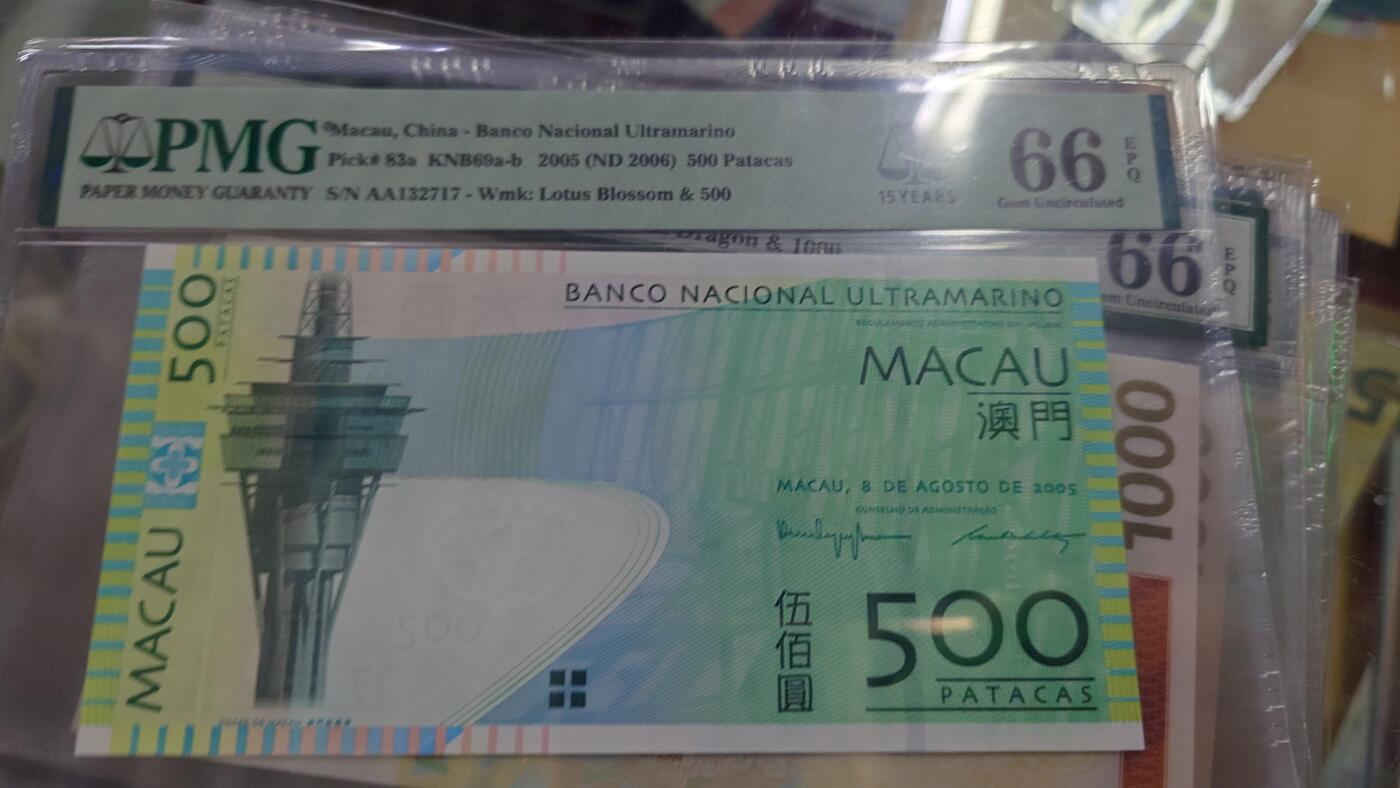 PMG
PAPER MONEY GUARANTY
Macau, China - Banco Nacional Ultramarino
Pick# 83a KNB69a-b 2005 (ND 2006) 500 Patacas
S/N AA132717 - Wmk: Lotus Blossom & 500
15 YEARS
66
EPQ
Gem Uncirculated
Dragon & 1000
66
EPQ
Uncirculated
500
PATACAS
MACAU
BANCO NACIONAL ULTRAMARINO
MACAU
澳門
MACAU, 8 DE AGOSTO DE 2005
CONSELHO DE ADMINISTRAÇÃO
500
伍佰圓
500
PATACAS
1000